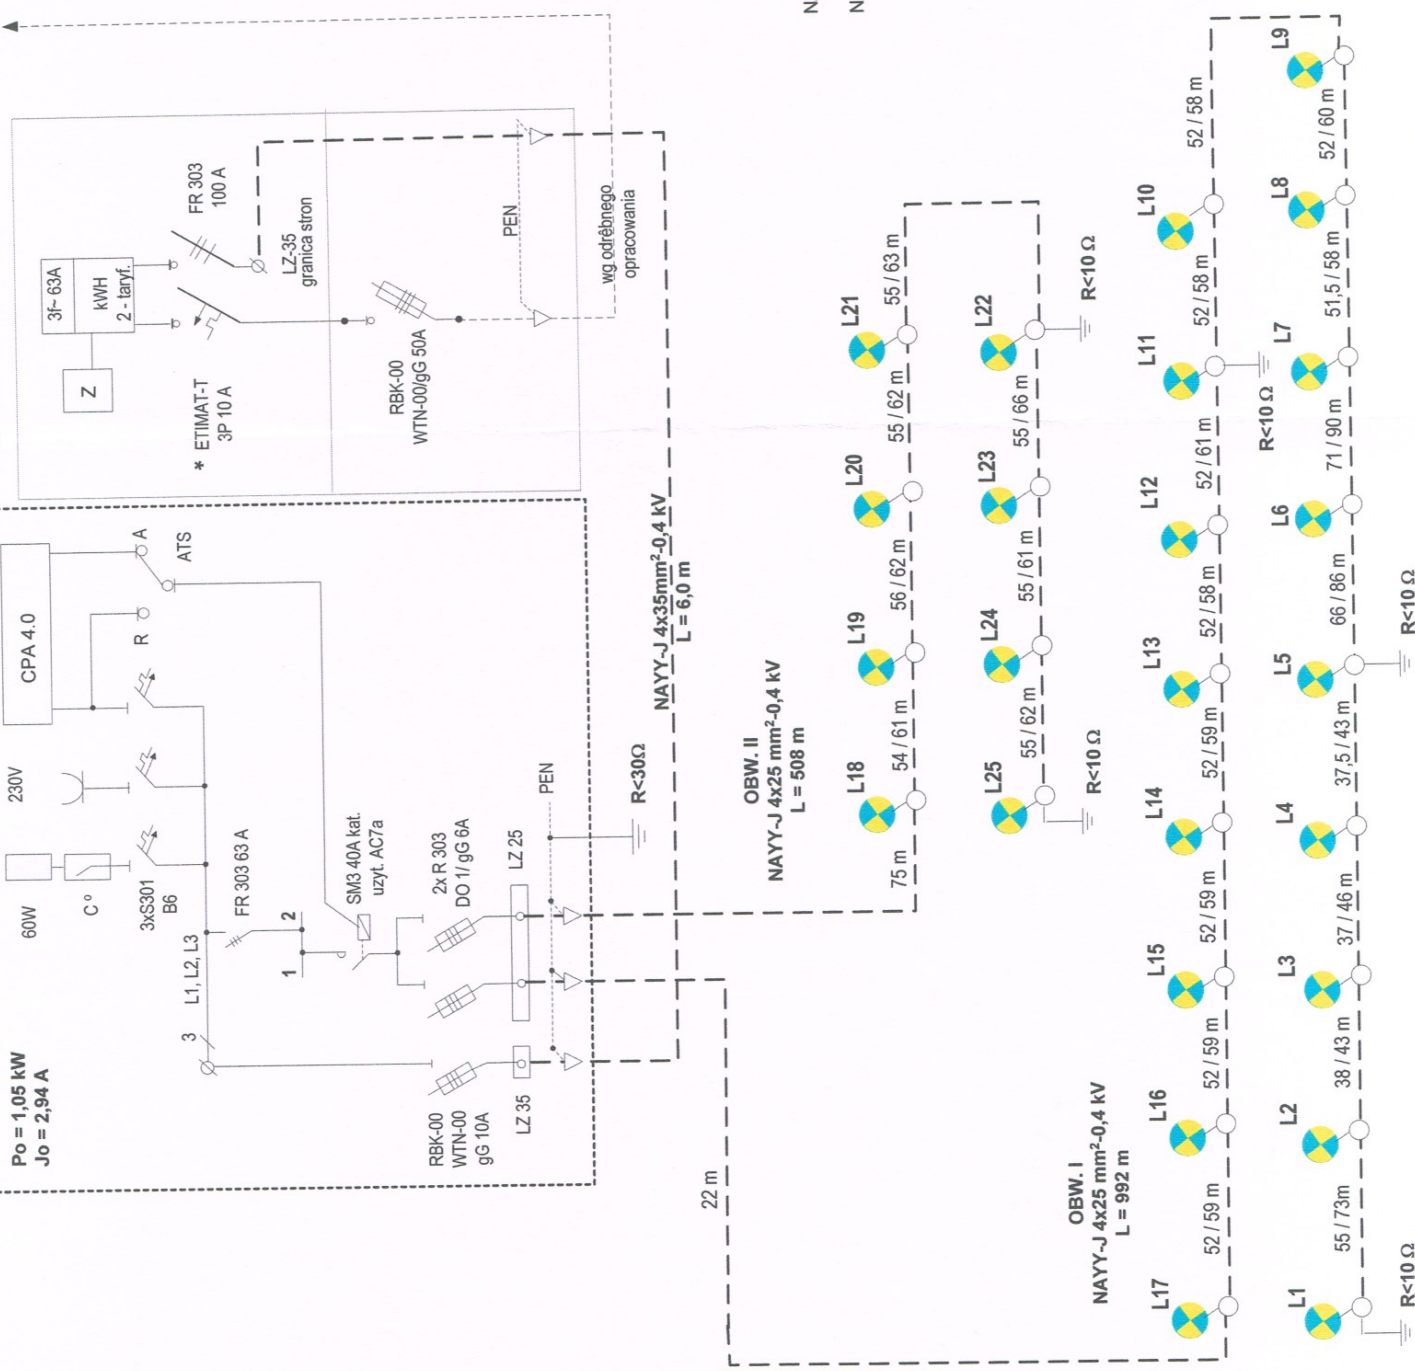 Po = 1,05 kW
Jo = 2,94 A
60W
230V
CPA 4.0
C º
3xS301
B6
R
A
ATS
L1, L2, L3
3
FR 303 63 A
1
2
SM3 40A kat.
uzyt. AC7a
2x R 303
DO 1/ gG 6A
RBK-00
WTN-00
gG 10A
LZ 35
LZ 25
PEN
R<30Ω
Z
3f~ 63A
kWH
2 - taryf.
* ETIMAT-T
3P 10 A
FR 303
100 A
LZ-35
granica stron
RBK-00
WTN-00/gG 50A
PEN
wg odrêbnego
opracowania
NAYY-J 4x35mm²-0,4 kV
L = 6,0 m
OBW. II
NAYY-J 4x25 mm²-0,4 kV
L = 508 m
75 m
L18
54 / 61 m
L19
56 / 62 m
L20
55 / 62 m
L21
55 / 63 m
L25
55 / 62 m
L24
55 / 61 m
L23
55 / 66 m
L22
R<10 Ω
R<10 Ω
22 m
OBW. I
NAYY-J 4x25 mm²-0,4 kV
L = 992 m
L17
52 / 59 m
L16
52 / 59 m
L15
52 / 59 m
L14
52 / 59 m
L13
52 / 58 m
L12
52 / 61 m
L11
52 / 58 m
L10
52 / 58 m
R<10 Ω
L1
55 / 73m
L2
38 / 43 m
L3
37 / 46 m
L4
37,5 / 43 m
L5
66 / 86 m
L6
71 / 90 m
L7
51,5 / 58 m
L8
52 / 60 m
L9
R<10 Ω
R<10 Ω
N
N